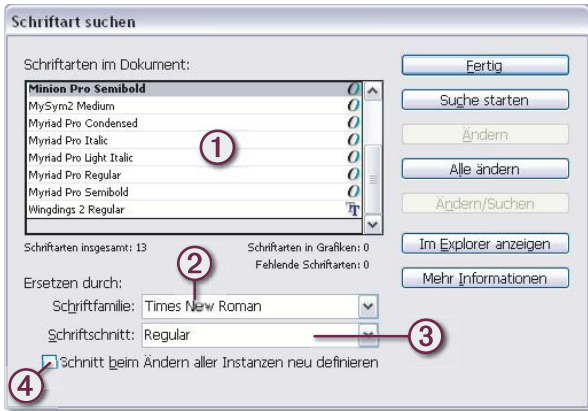 Schriftart suchen
Schriftarten im Dokument:
Minion Pro Semibold
MySym2 Medium
Myriad Pro Condensed
Myriad Pro Italic
Myriad Pro Light Italic
Myriad Pro Regular
Myriad Pro Semibold
Wingdings 2 Regular
1
Schriftarten insgesamt: 13
Schriftarten in Grafiken: 0
Fehlende Schriftarten: 0
2
Ersetzen durch:
Schriftfamilie: Times New Roman
Schriftschnitt: Regular
3
Schnitt beim Ändern aller Instanzen neu definieren
4
Fertig
Suche starten
Ändern
Alle ändern
Ändern/Suchen
Im Explorer anzeigen
Mehr Informationen